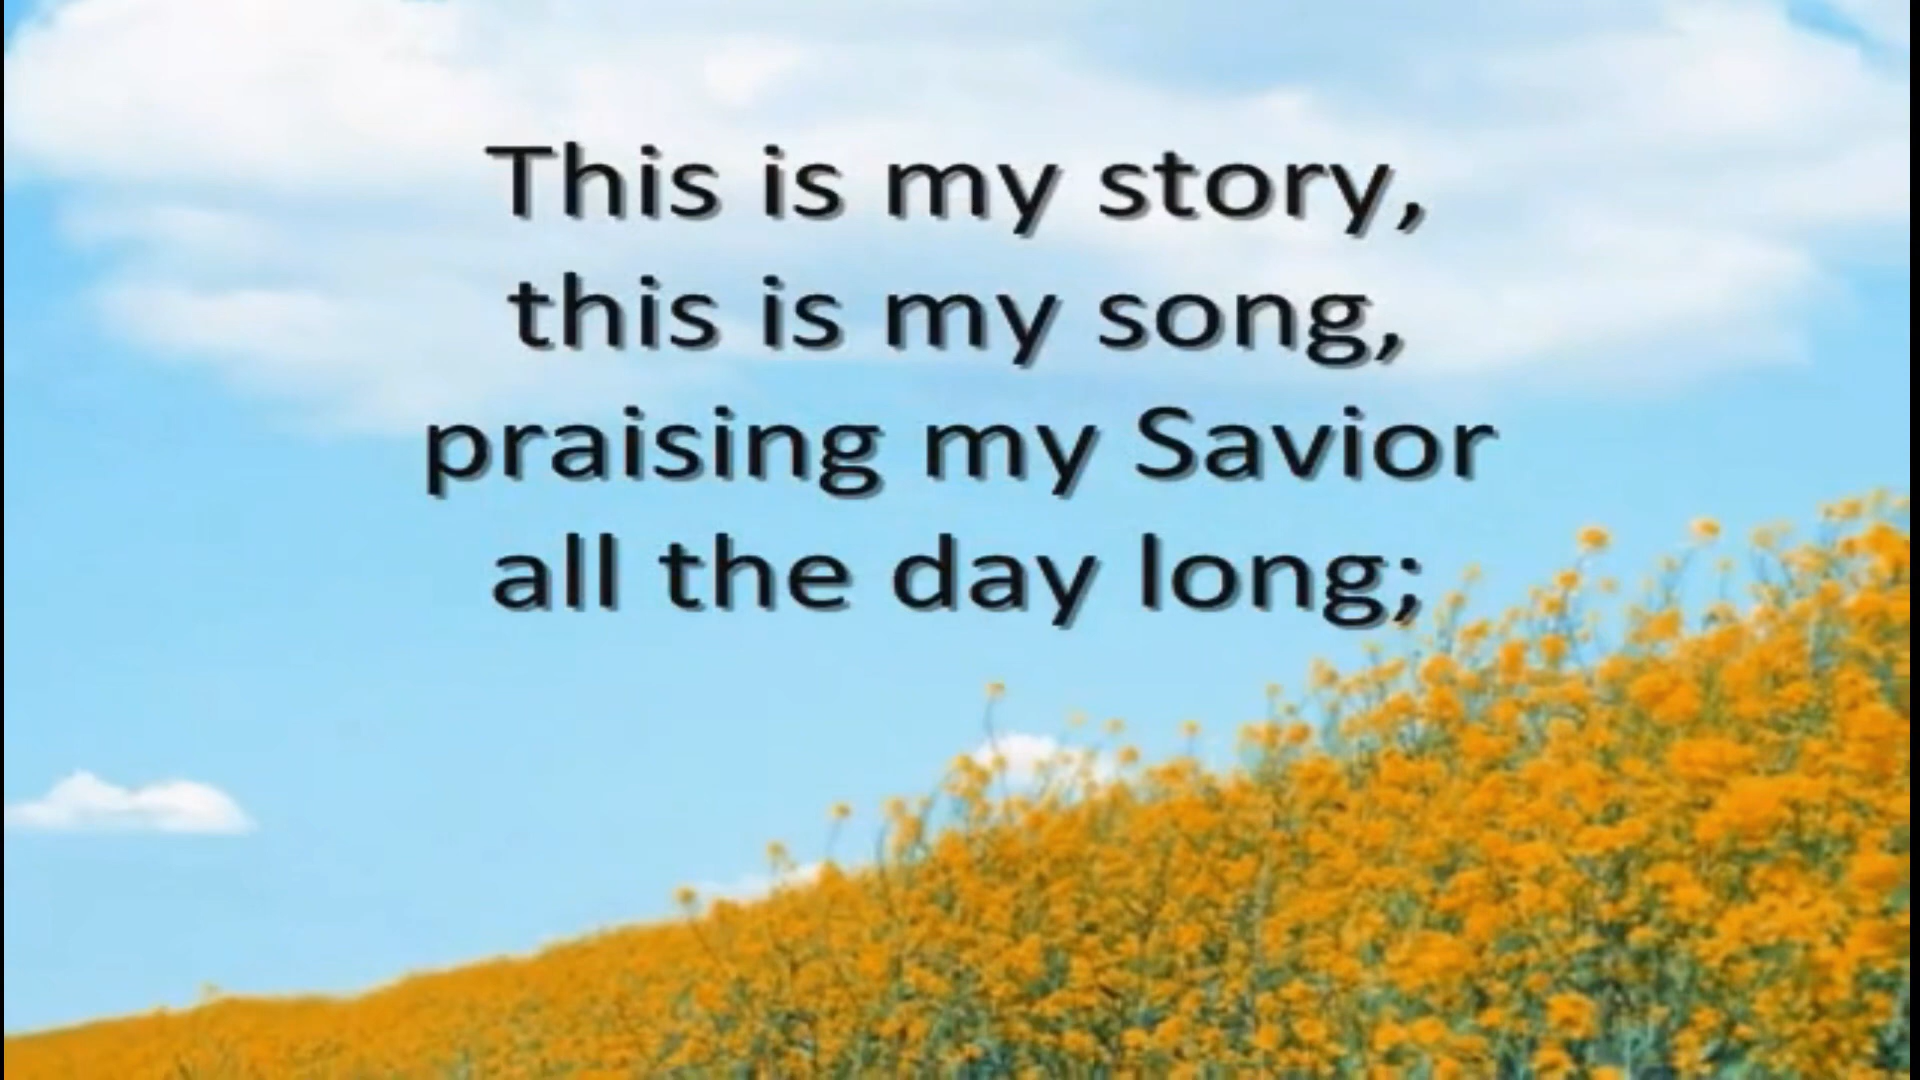 This is my story,
this is my song,
praising my Savior
all the day long;